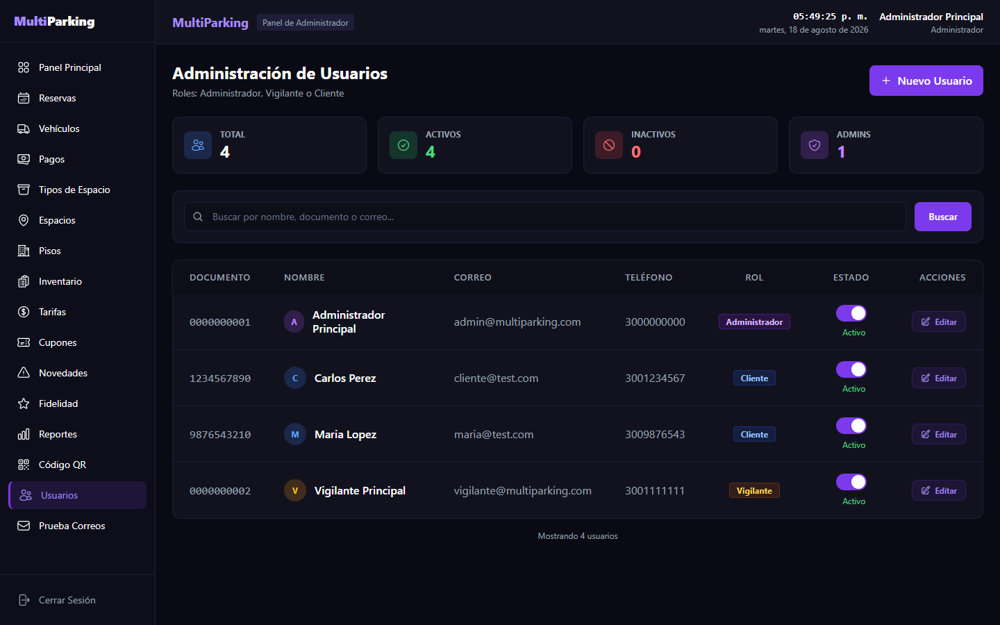 MultiParking
Panel Principal
Reservas
Vehículos
Pagos
Tipos de Espacio
Espacios
Pisos
Inventario
Tarifas
Cupones
Novedades
Fidelidad
Reportes
Código QR
Usuarios
Prueba Correos
Cerrar Sesión
MultiParking
Panel de Administrador
05:49:25 p. m.
martes, 18 de agosto de 2026
Administrador Principal
Administrador
Administración de Usuarios
Roles: Administrador, Vigilante o Cliente
Nuevo Usuario
TOTAL
4
ACTIVOS
4
INACTIVOS
0
ADMINS
1
Buscar por nombre, documento o correo...
Buscar
DOCUMENTO NOMBRE CORREO TELÉFONO ROL ESTADO ACCIONES
0000000001 A Administrador Principal admin@multiparking.com 3000000000 Administrador Activo Editar
1234567890 C Carlos Perez cliente@test.com 3001234567 Cliente Activo Editar
9876543210 M Maria Lopez maria@test.com 3009876543 Cliente Activo Editar
0000000002 V Vigilante Principal vigilante@multiparking.com 3001111111 Vigilante Activo Editar
Mostrando 4 usuarios